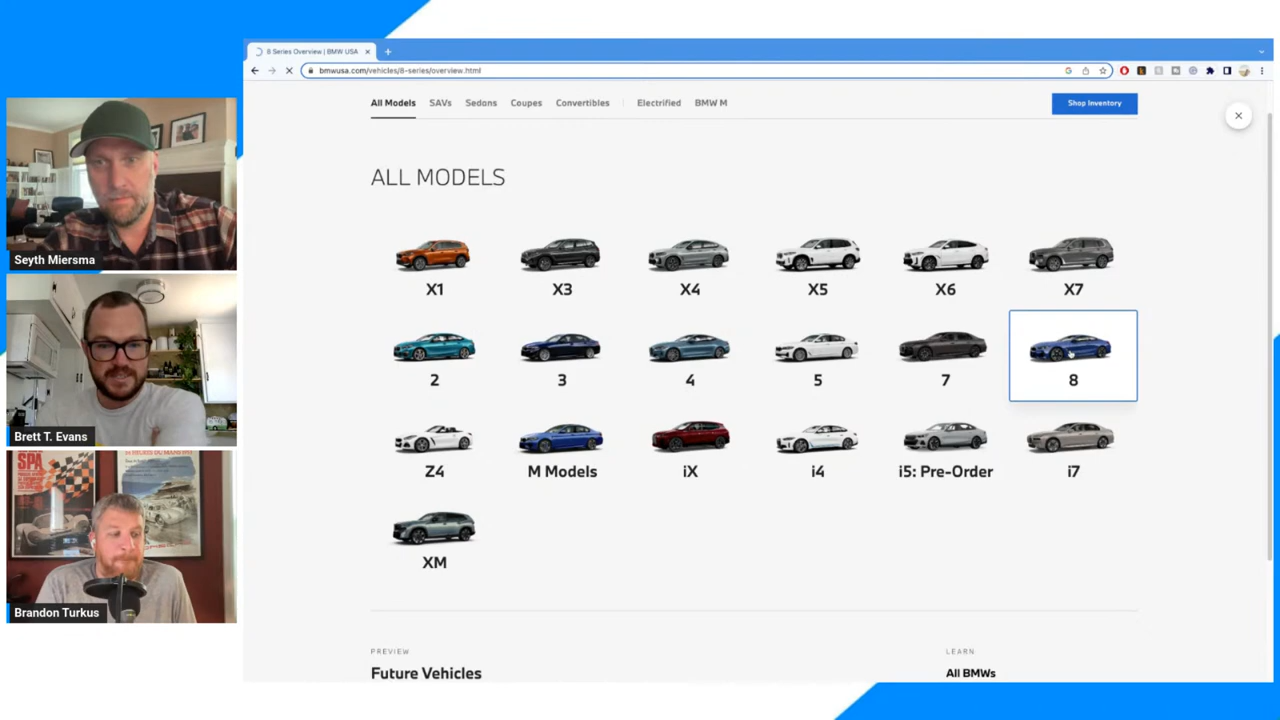 8 Series Overview | BMW USA
bmwusa.com/vehicles/8-series/overview.html
All Models SAVs Sedans Coupes Convertibles Electrified BMW M
Shop Inventory
ALL MODELS
X1 X3 X4 X5 X6 X7
2 3 4 5 7 8
Z4 M Models iX i4 i5: Pre-Order i7
XM
PREVIEW
Future Vehicles
LEARN
All BMWs
Seyth Miersma
Brett T. Evans
SPA
Brandon Turkus